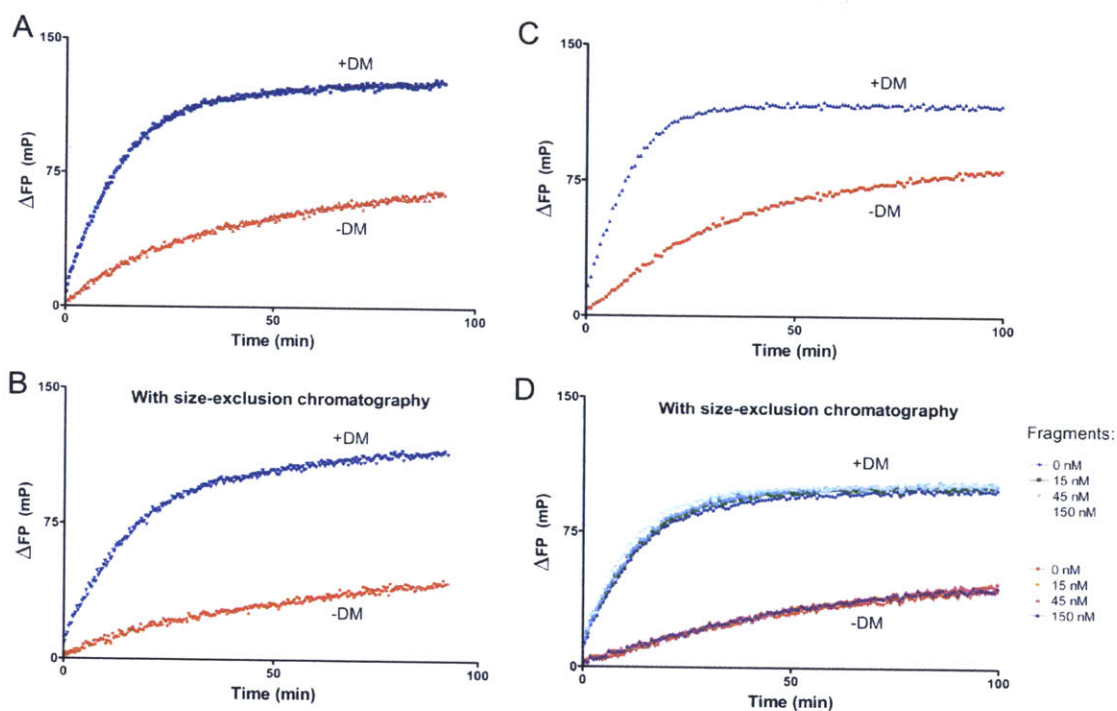 A
150
+DM
75
ΔFP (mP)
-DM
0
0
50
100
Time (min)
B
150
With size-exclusion chromatography
+DM
75
ΔFP (mP)
-DM
0
0
50
100
Time (min)
C
150
+DM
75
ΔFP (mP)
-DM
0
0
50
100
Time (min)
D
150
With size-exclusion chromatography
+DM
75
ΔFP (mP)
-DM
0
0
50
100
Time (min)
Fragments:
0 nM
15 nM
45 nM
150 nM
0 nM
15 nM
45 nM
150 nM